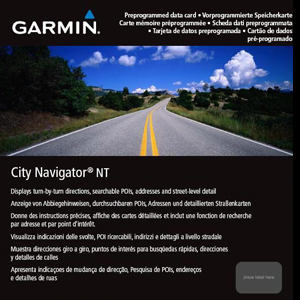 GARMIN
Preprogrammed data card • Vorprogrammierte Speicherkarte
Carte mémoire préprogrammée • Scheda dati preprogrammata
• Tarjeta de datos preprogramada • Cartão de dados
pré-programado
City Navigator® NT
Displays turn-by-turn directions, searchable POIs, addresses and street-level detail
Anzeige von Abbiegehinweisen, durchsuchbaren POIs, Adressen und detaillierten Straßenkarten
Donne des instructions précises, affiche des cartes détaillées et inclut une fonction de recherche
par adresse et par point d'intérêt.
Visualizza indicazioni delle svolte, POI ricercabili, indirizzi e dettagli a livello stradale
Muestra direcciones giro a giro, puntos de interés para busquedas rápidas, direcciones
y detalles de calles
Apresenta indicaçoes de mudança de direcção, Pesquisa de POIs, endereços
e detalhes de ruas
place label here